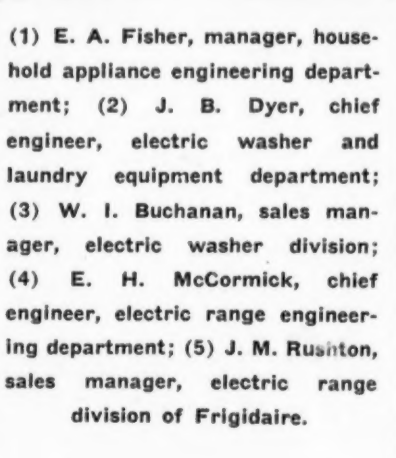 (1) E. A. Fisher, manager, house-
hold appliance engineering depart-
ment; (2) J. B. Dyer, chief
engineer, electric washer and
laundry equipment department;
(3) W. I. Buchanan, sales man-
ager, electric washer division;
(4) E. H. McCormick, chief
engineer, electric range engineer-
ing department; (5) J. M. Rushton,
sales manager, electric range
division of Frigidaire.